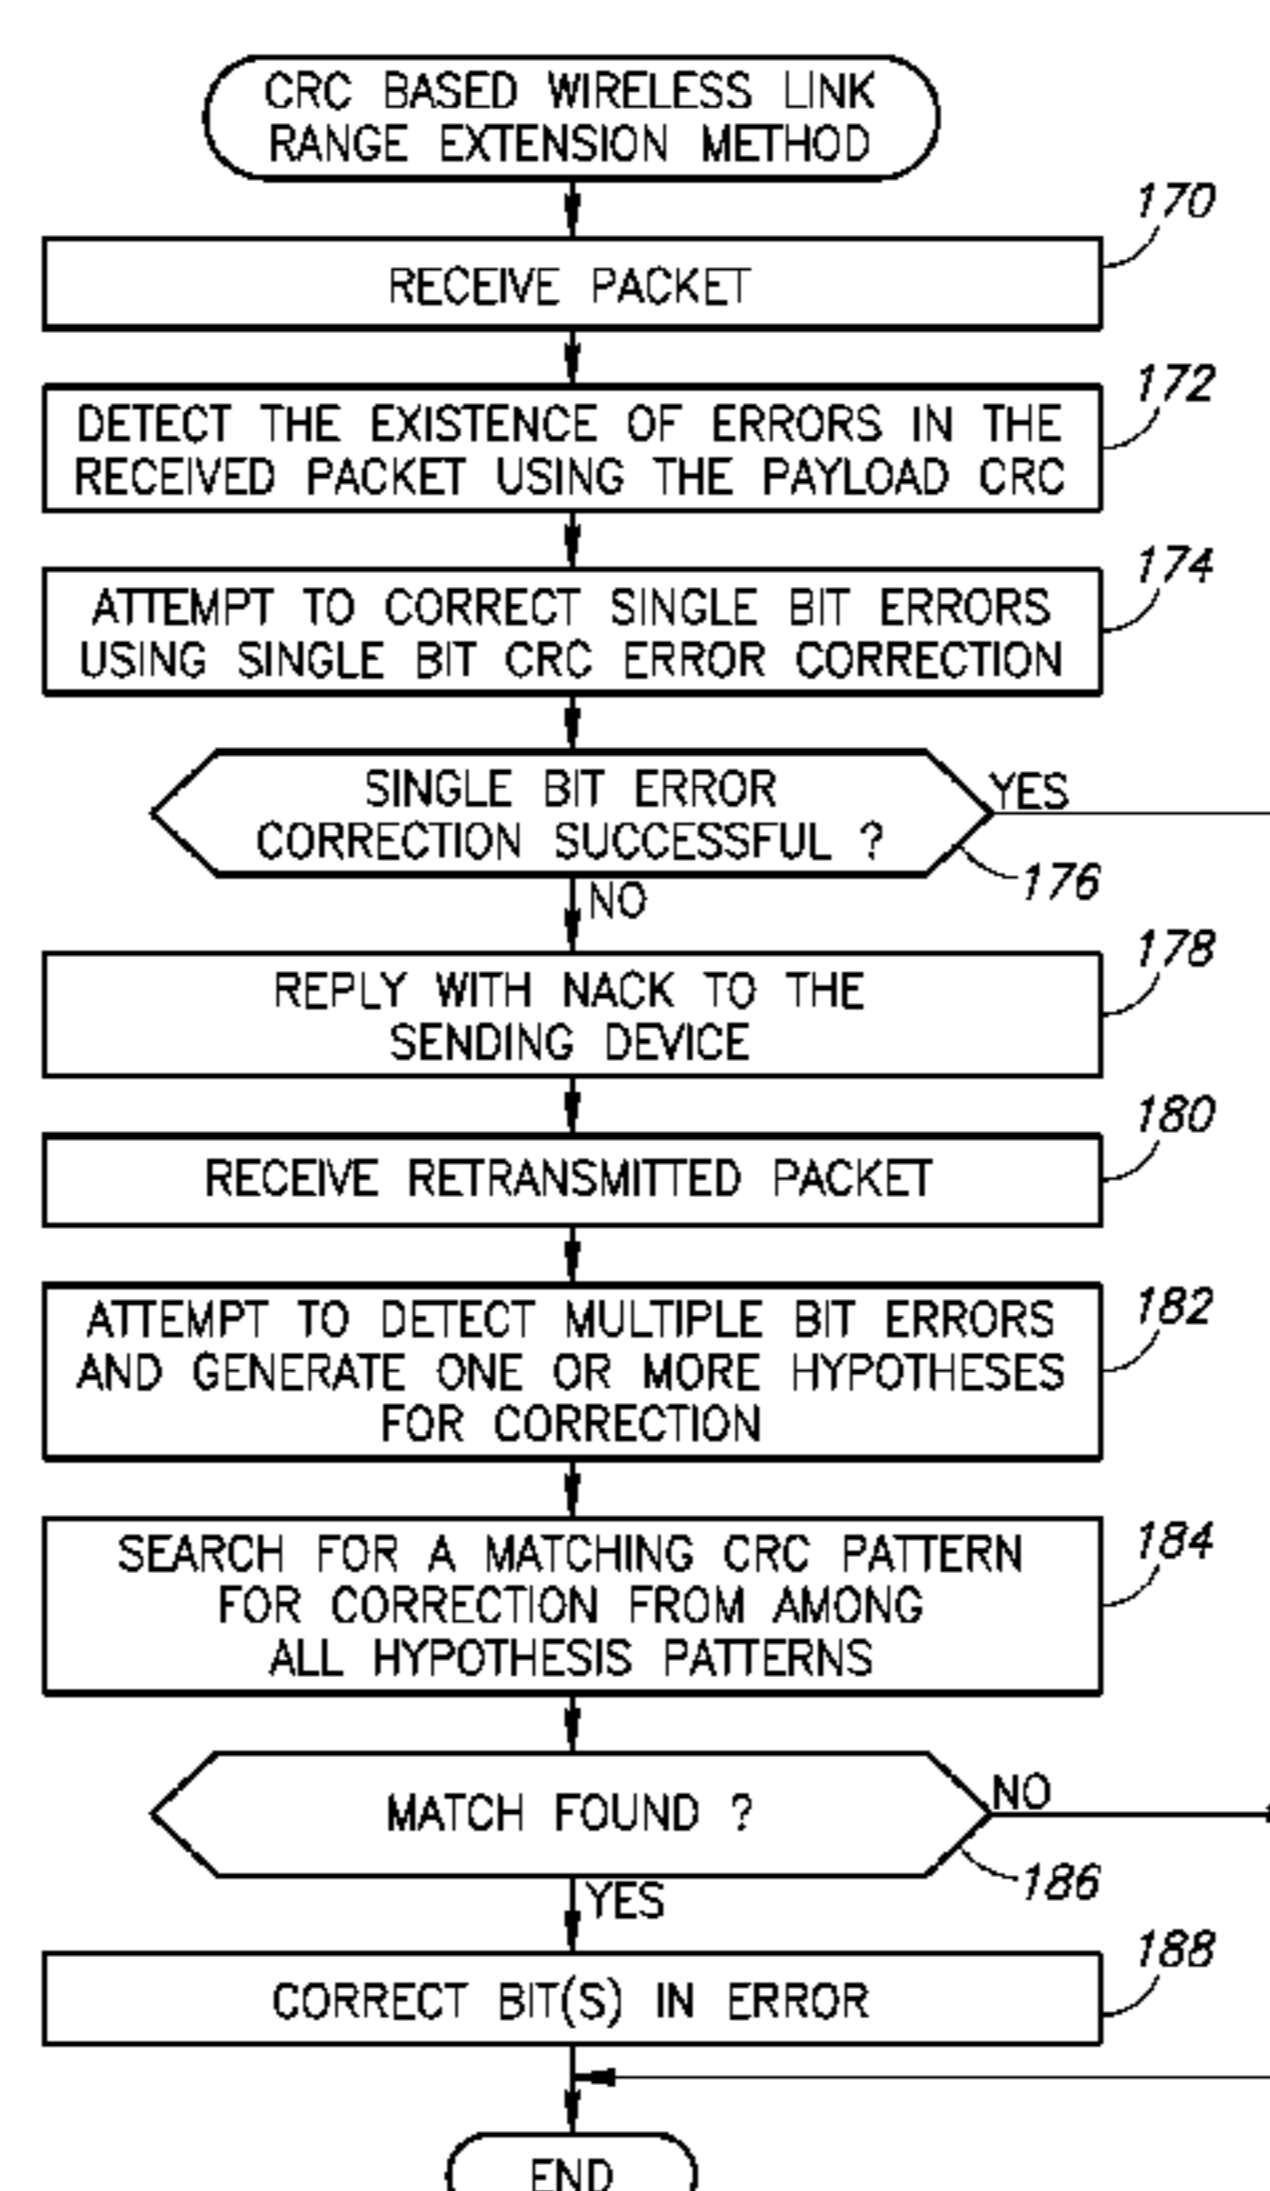 CRC BASED WIRELESS LINK
RANGE EXTENSION METHOD
170
RECEIVE PACKET
172
DETECT THE EXISTENCE OF ERRORS IN THE
RECEIVED PACKET USING THE PAYLOAD CRC
174
ATTEMPT TO CORRECT SINGLE BIT ERRORS
USING SINGLE BIT CRC ERROR CORRECTION
SINGLE BIT ERROR
CORRECTION SUCCESSFUL ?
YES
176
NO
178
REPLY WITH NACK TO THE
SENDING DEVICE
180
RECEIVE RETRANSMITTED PACKET
182
ATTEMPT TO DETECT MULTIPLE BIT ERRORS
AND GENERATE ONE OR MORE HYPOTHESES
FOR CORRECTION
184
SEARCH FOR A MATCHING CRC PATTERN
FOR CORRECTION FROM AMONG
ALL HYPOTHESIS PATTERNS
MATCH FOUND ?
NO
186
YES
188
CORRECT BIT(S) IN ERROR
END